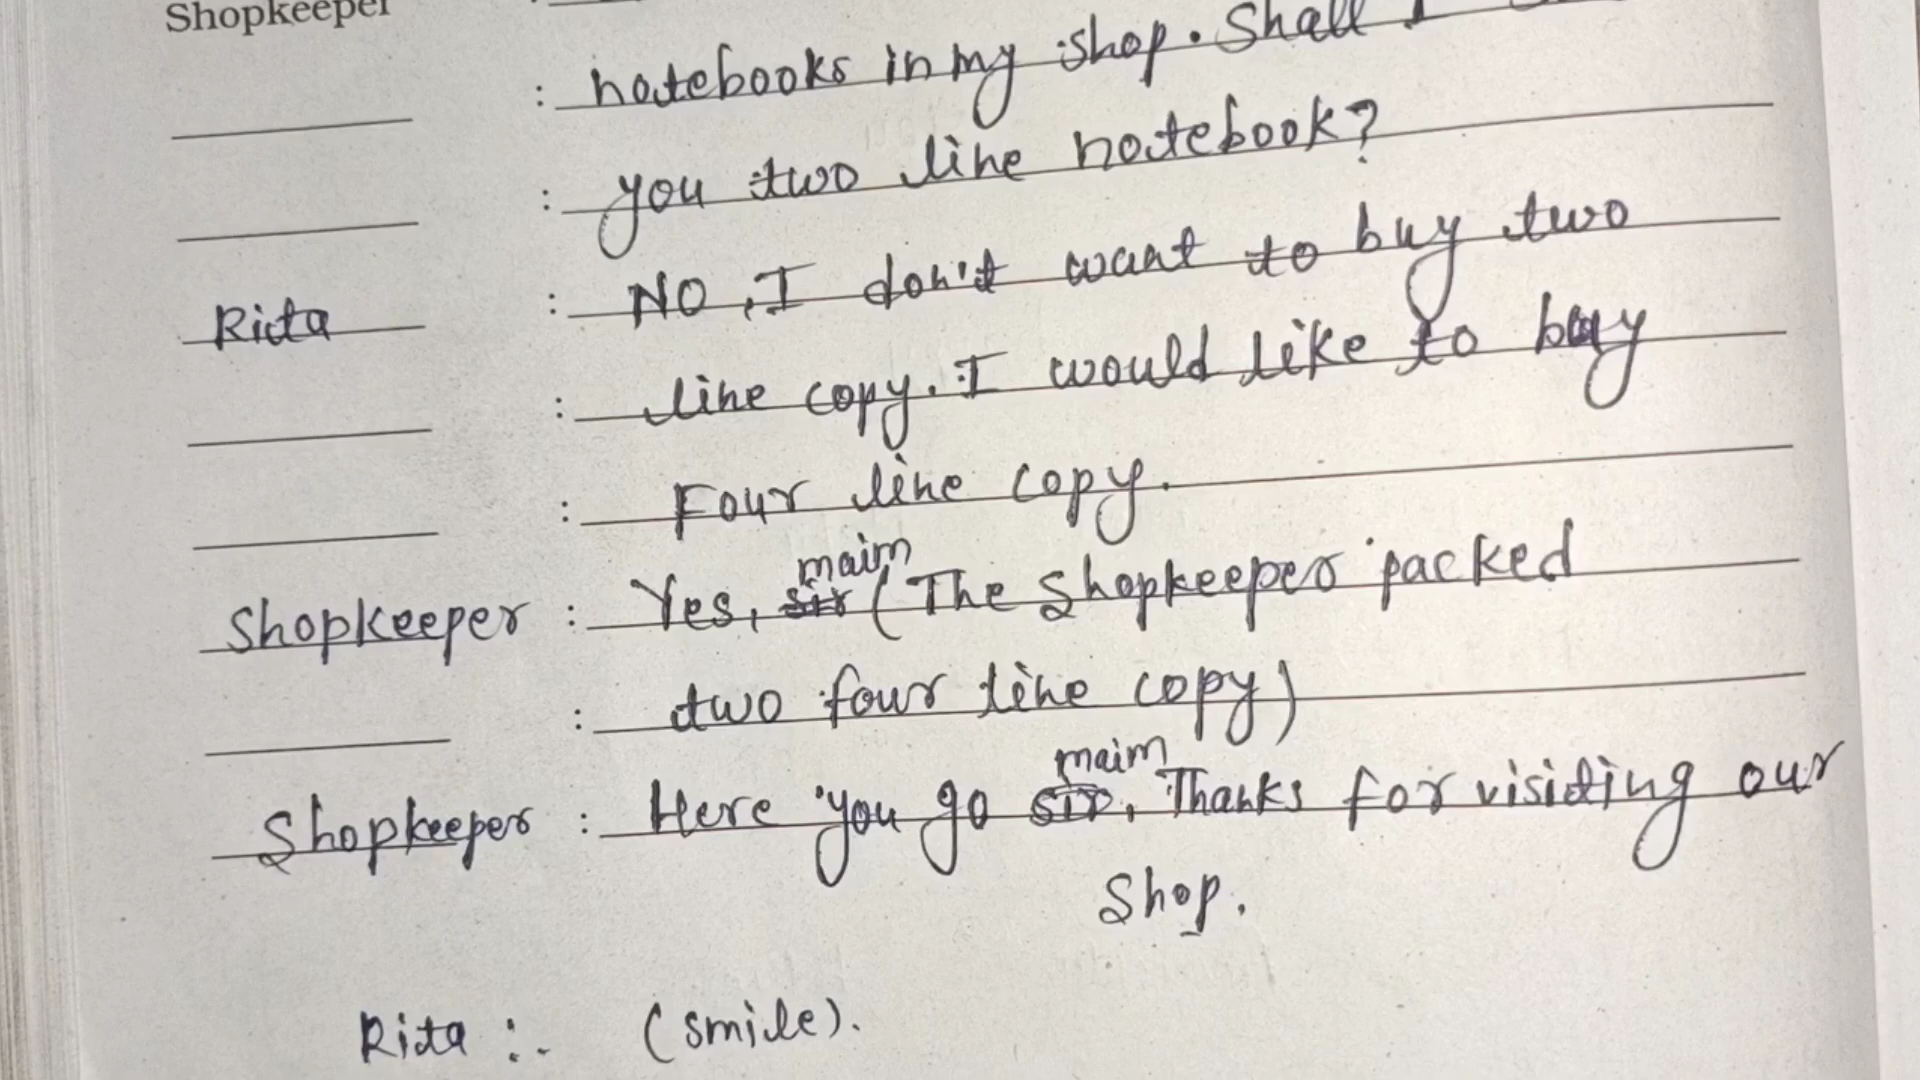 Shopkeeper :
: notebooks in my shop. Shall I
: you two line notebook?
Rita : NO, I don't want to buy two
: line copy. I would like to buy
: Four line copy.
maim
Shopkeeper : Yes, sir (The Shopkeeper packed
: two four line copy)
maim
Shopkeeper : Here you go sir, Thanks for visiting our
Shop.
Rita :- (smile).